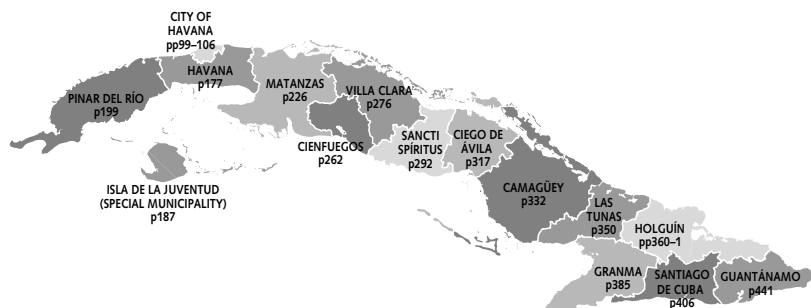 CITY OF
HAVANA
pp99–106
HAVANA
p177
PINAR DEL RÍO
p199
MATANZAS
p226
VILLA CLARA
p276
CIENFUEGOS
p262
SANCTI
SPÍRITUS
p292
CIEGO DE
ÁVILA
p317
ISLA DE LA JUVENTUD
(SPECIAL MUNICIPALITY)
p187
CAMAGÜEY
p332
LAS
TUNAS
p350
HOLGUÍN
pp360–1
GRANMA
p385
SANTIAGO
DE CUBA
p406
GUANTÁNAMO
p441